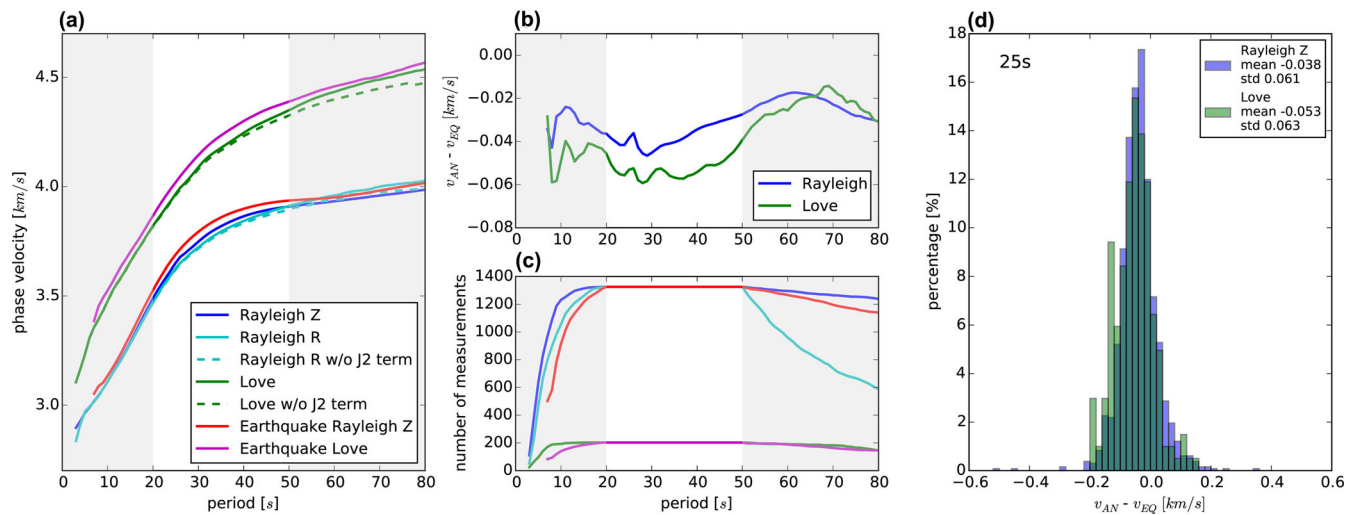 (a)
4.5
4.0
3.5
3.0
phase velocity [km/s]
0 10 20 30 40 50 60 70 80
period [s]
Rayleigh Z
Rayleigh R
Rayleigh R w/o J2 term
Love
Love w/o J2 term
Earthquake Rayleigh Z
Earthquake Love
(b)
0.00
−0.02
−0.04
−0.06
−0.08
v_AN - v_EQ [km/s]
0 10 20 30 40 50 60 70 80
Rayleigh
Love
(c)
1400
1200
1000
800
600
400
200
0
number of measurements
0 10 20 30 40 50 60 70 80
period [s]
(d)
18
16
14
12
10
8
6
4
2
0
percentage [%]
25s
Rayleigh Z
mean -0.038
std 0.061
Love
mean -0.053
std 0.063
−0.6 −0.4 −0.2 0.0 0.2 0.4 0.6
v_AN - v_EQ [km/s]